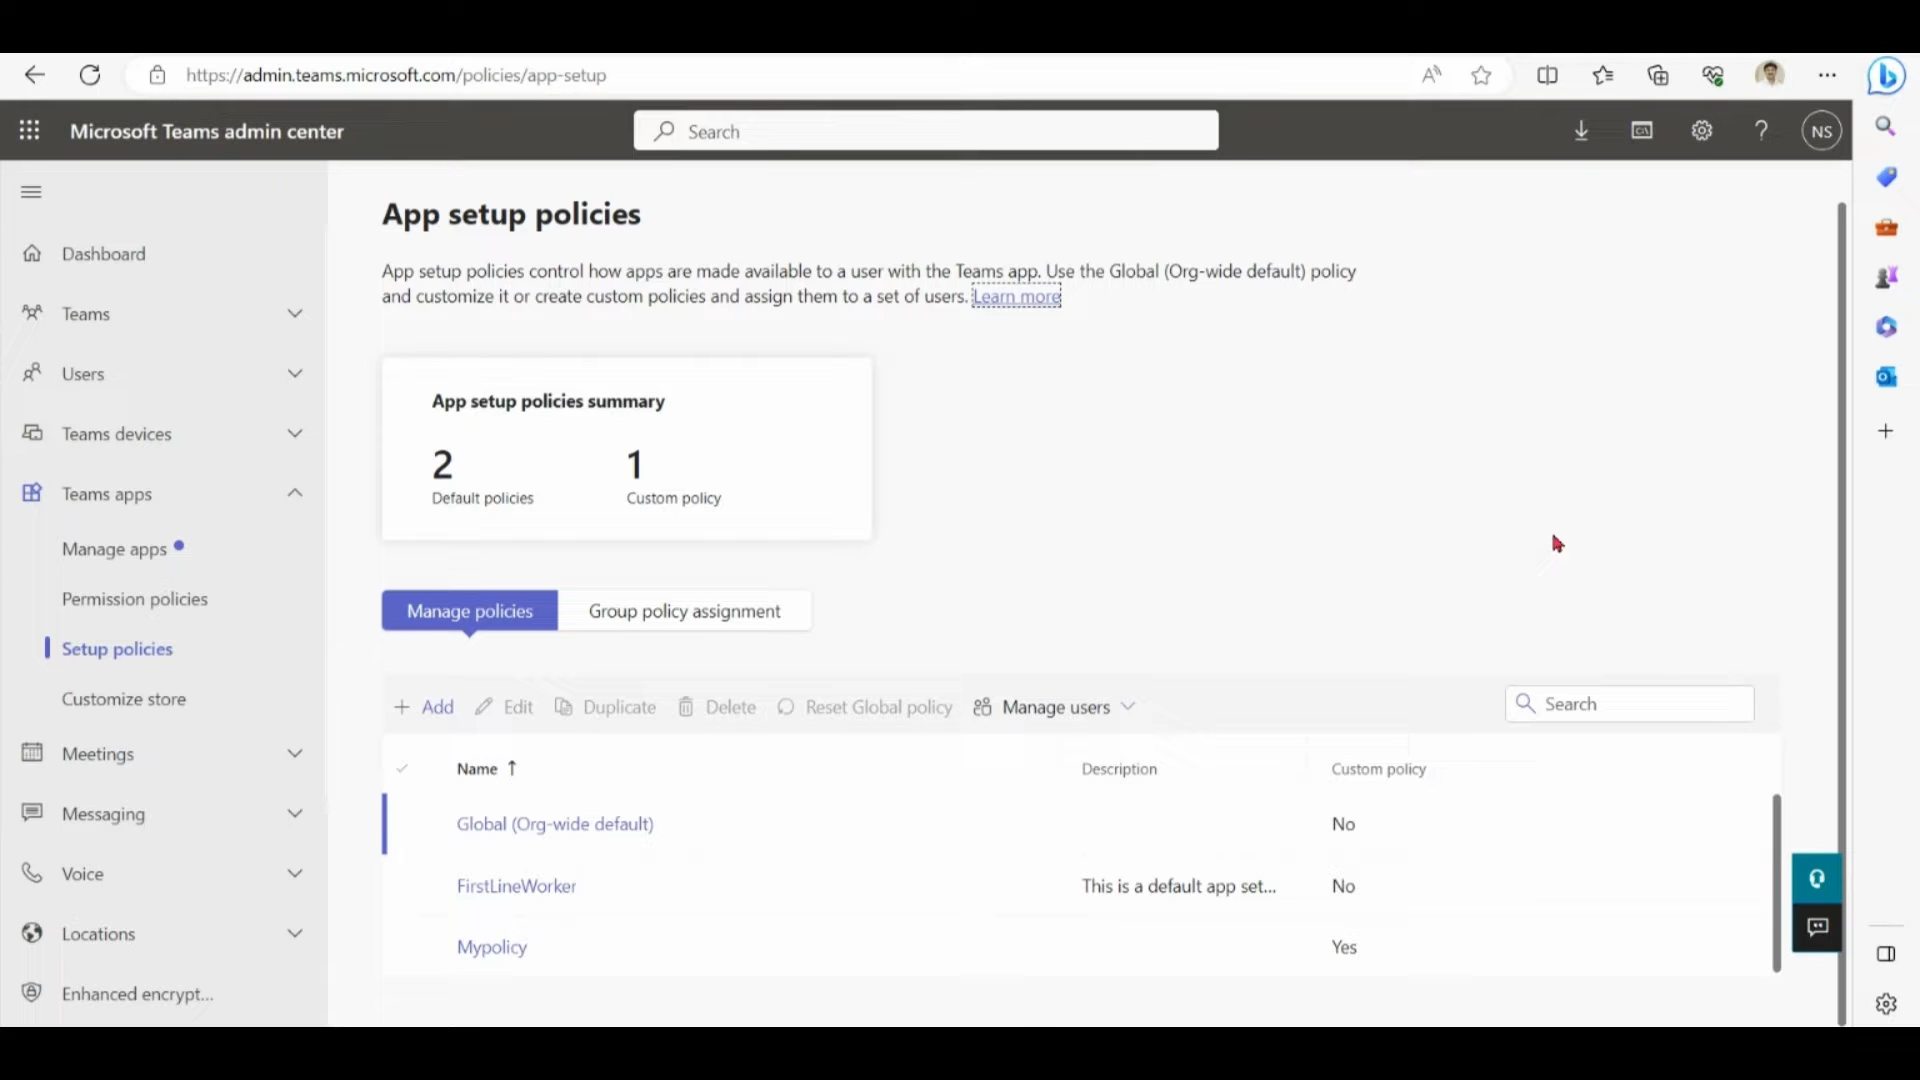 https://admin.teams.microsoft.com/policies/app-setup
Microsoft Teams admin center
Search
NS
App setup policies
App setup policies control how apps are made available to a user with the Teams app. Use the Global (Org-wide default) policy
and customize it or create custom policies and assign them to a set of users. Learn more
Dashboard
Teams
Users
Teams devices
Teams apps
Manage apps
Permission policies
Setup policies
Customize store
Meetings
Messaging
Voice
Locations
Enhanced encrypt...
App setup policies summary
2 1
Default policies Custom policy
Manage policies Group policy assignment
Add Edit Duplicate Delete Reset Global policy Manage users Search
Name Description Custom policy
Global (Org-wide default) No
FirstLineWorker This is a default app set... No
Mypolicy Yes